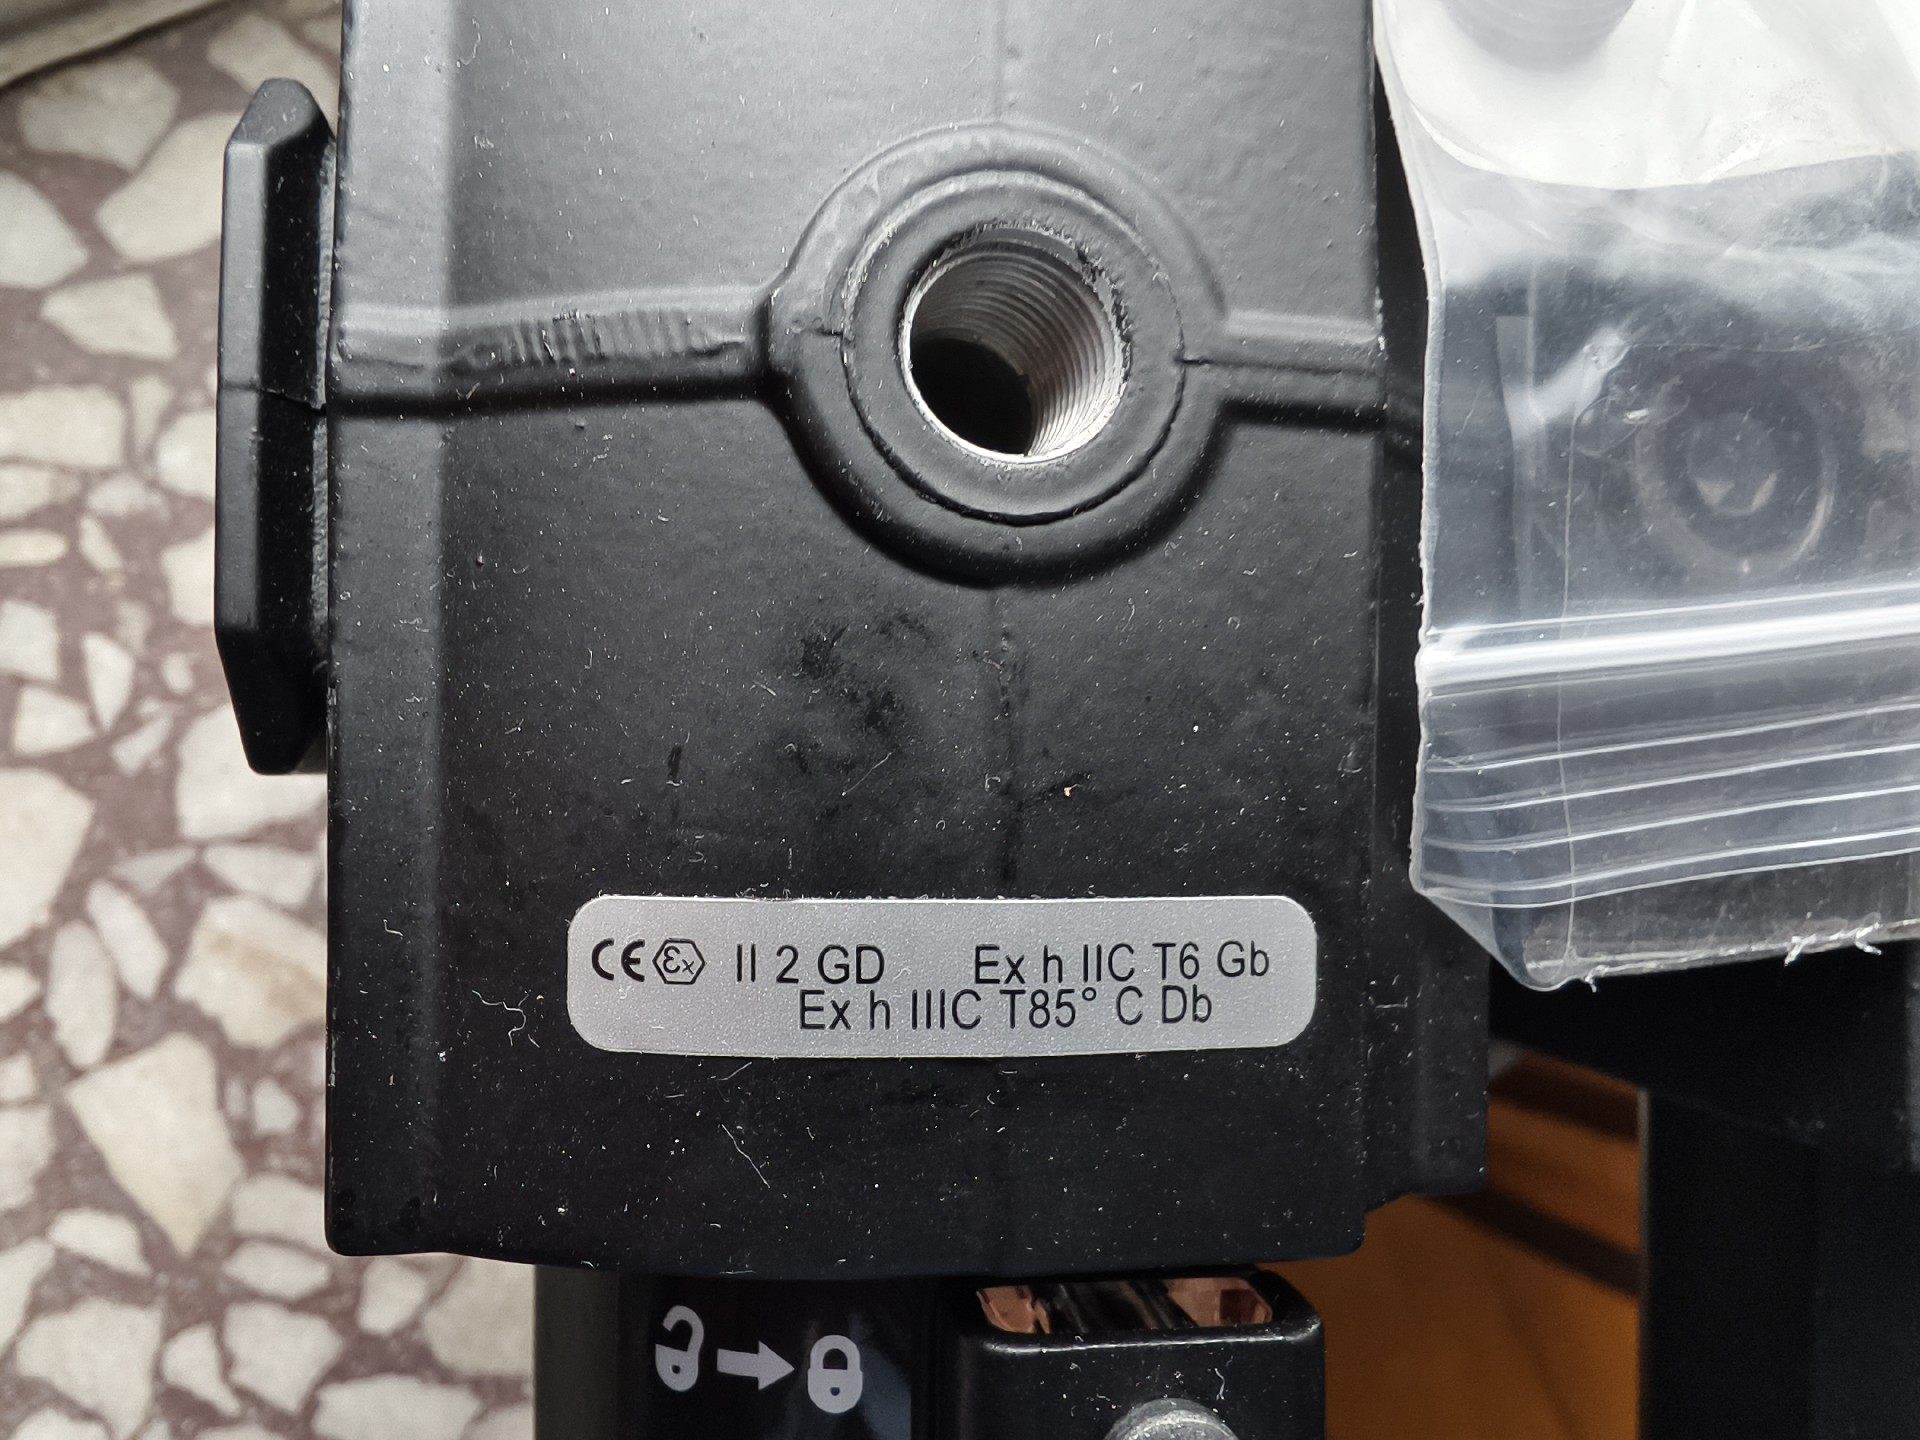 CE Ex II 2 GD Ex h IIC T6 Gb
Ex h IIIC T85° C Db